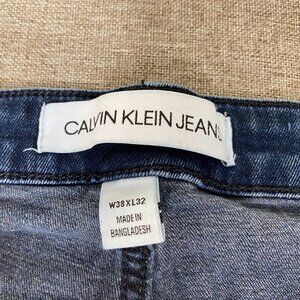 CALVIN KLEIN JEANS
W38XL32
MADE IN
BANGLADESH